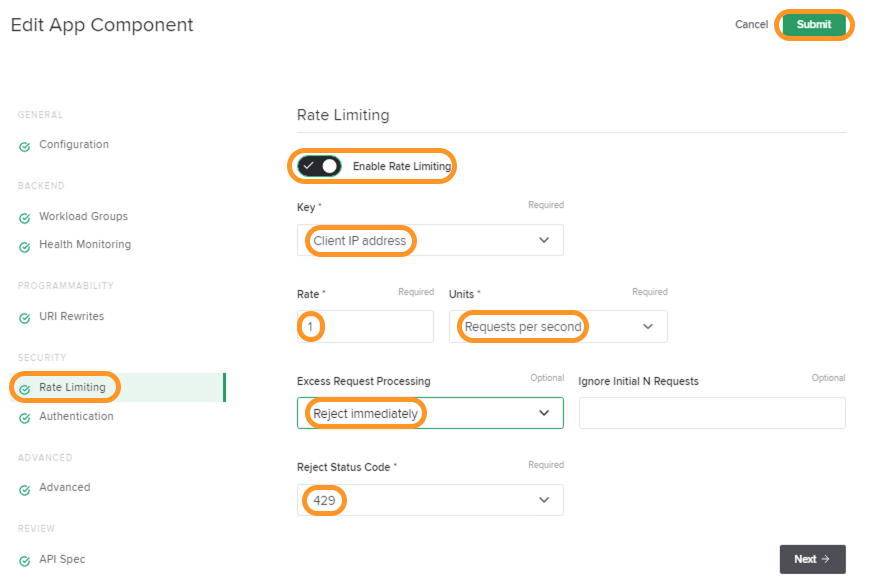 Edit App Component
Cancel
Submit
GENERAL
Configuration
BACKEND
Workload Groups
Health Monitoring
PROGRAMMABILITY
URI Rewrites
SECURITY
Rate Limiting
Authentication
ADVANCED
Advanced
REVIEW
API Spec
Rate Limiting
Enable Rate Limiting
Key * Required
Client IP address
Rate * Required Units * Required
1 Requests per second
Excess Request Processing Optional Ignore Initial N Requests Optional
Reject immediately
Reject Status Code * Required
429
Next →